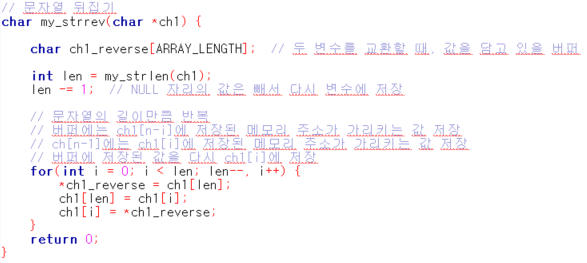 // 문자열 뒤집기
char my_strrev(char *ch1) {
char ch1_reverse[ARRAY_LENGTH]; // 두 변수를 교환할 때, 값을 담고 있을 버퍼
int len = my_strlen(ch1);
len -= 1; // NULL 자리의 값은 빼서 다시 변수에 저장
// 문자열의 길이만큼 반복
// 버퍼에는 ch1[n-i]에 저장된 메모리 주소가 가리키는 값 저장
// ch[n-1]에는 ch1[i]에 저장된 메모리 주소가 가리키는 값 저장
// 버퍼에 저장된 값을 다시 ch1[i]에 저장
for(int i = 0; i < len; len--, i++) {
*ch1_reverse = ch1[len];
ch1[len] = ch1[i];
ch1[i] = *ch1_reverse;
}
return 0;
}